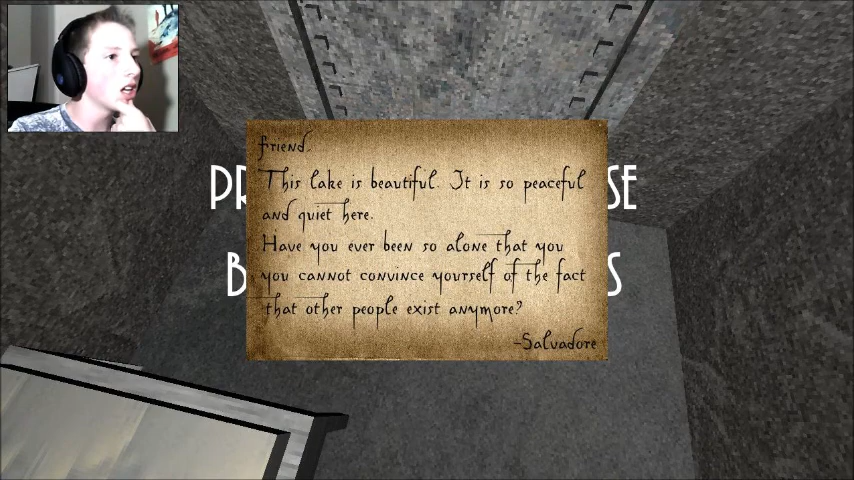 friend.
This lake is beautiful. It is so peaceful
and quiet here.
Have you ever been so alone that you
you cannot convince yourself of the fact
that other people exist anymore?
-Salvadore